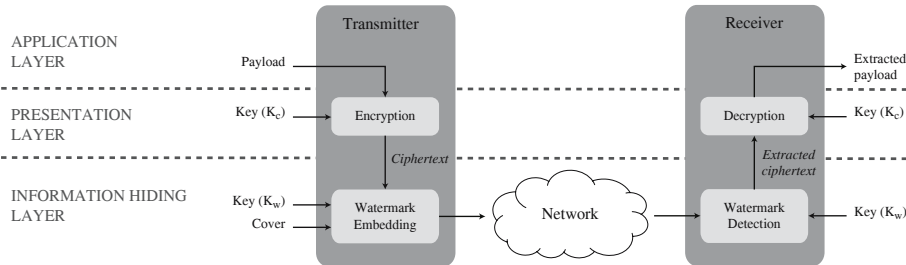 Transmitter
Receiver
APPLICATION
LAYER
Payload
Extracted
payload
PRESENTATION
LAYER
Key (Kc)
Encryption
Decryption
Key (Kc)
Ciphertext
Extracted
ciphertext
INFORMATION HIDING
LAYER
Key (Kw)
Cover
Watermark
Embedding
Network
Watermark
Detection
Key (Kw)